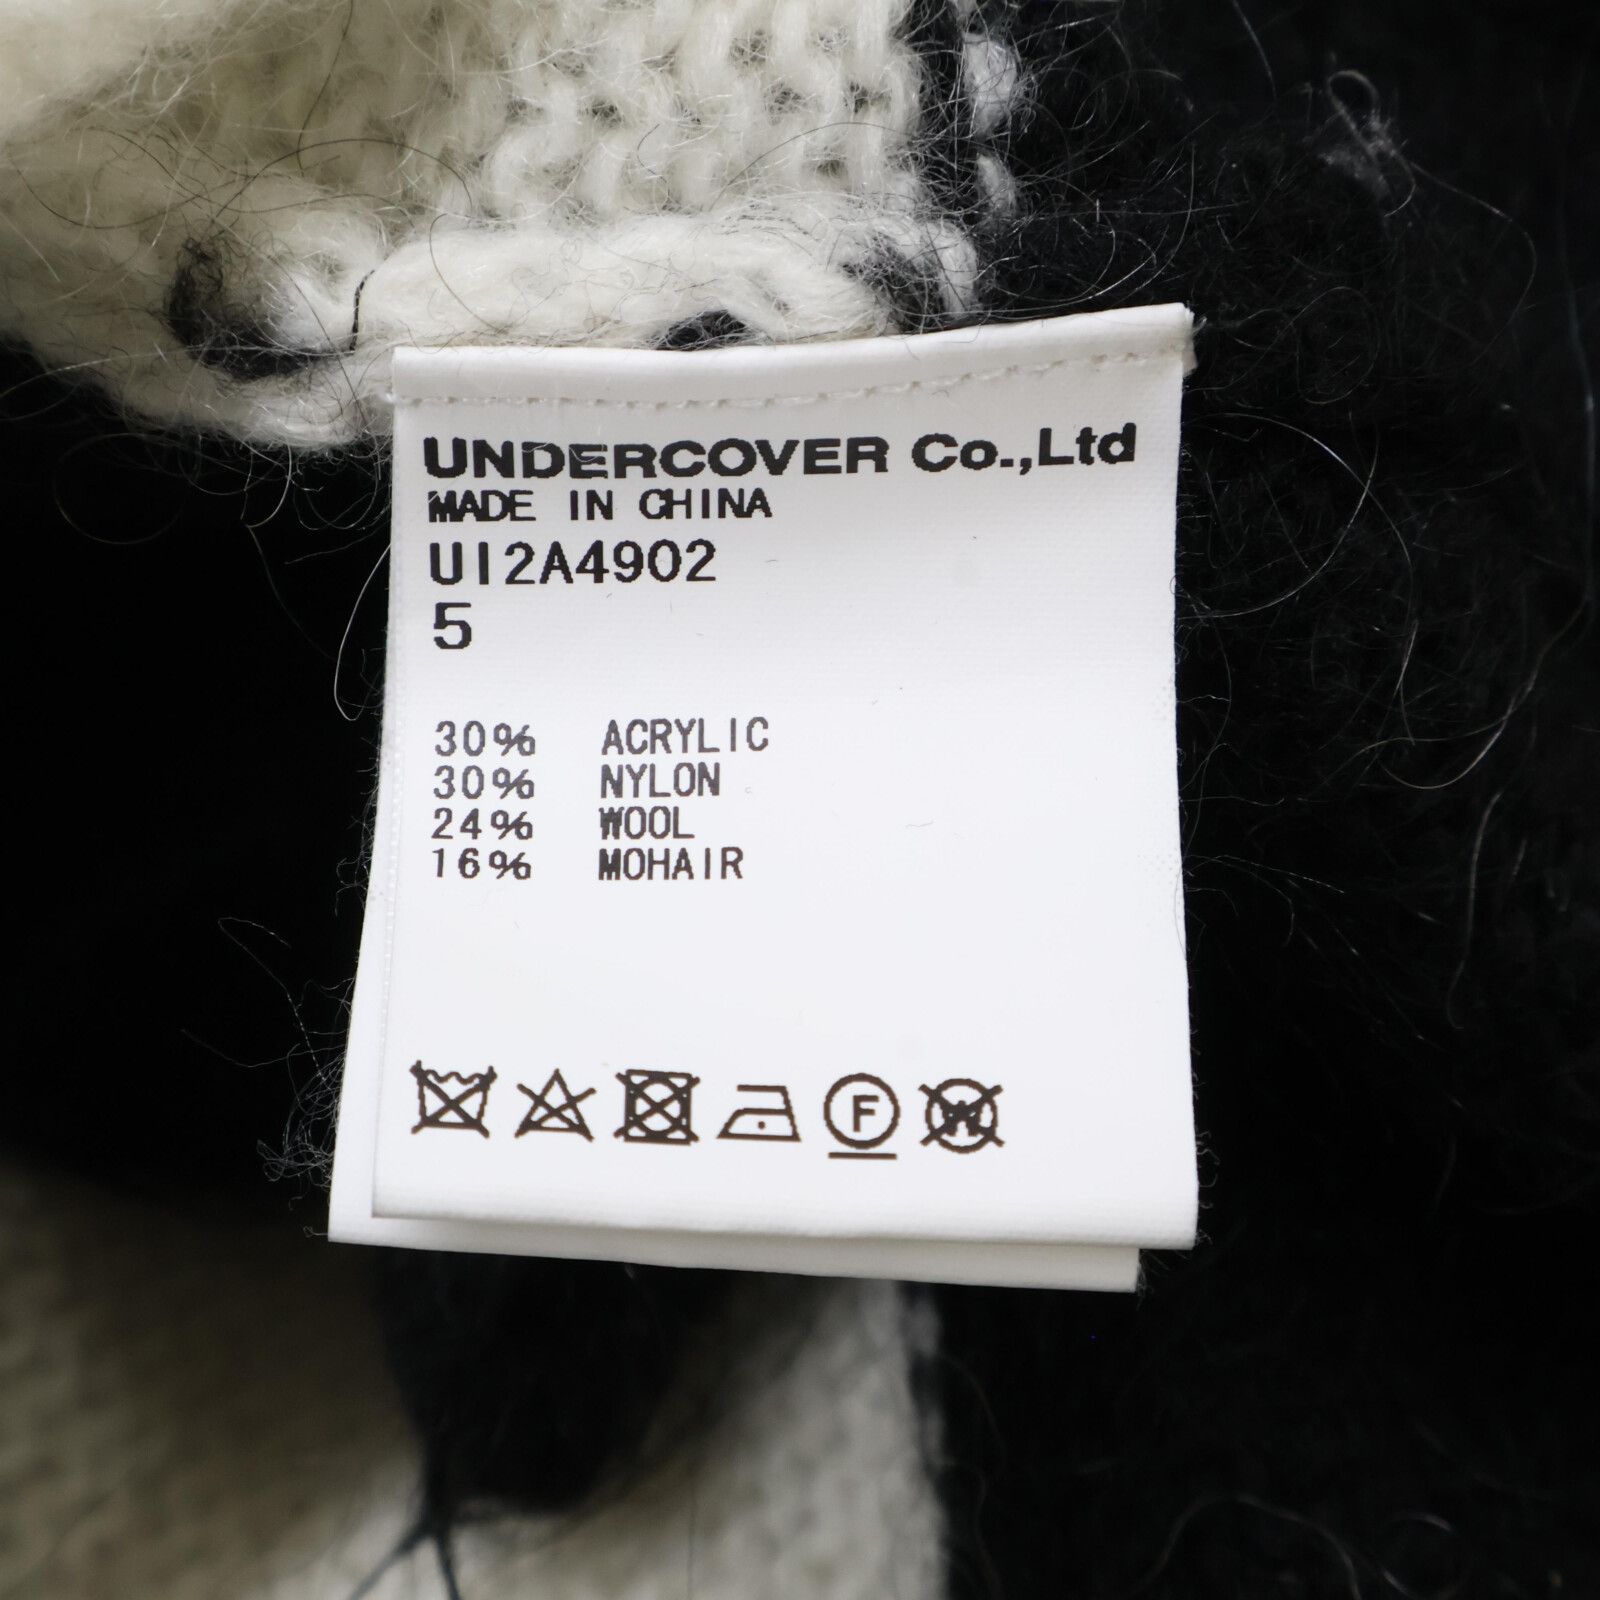 UNDERCOVER Co.,Ltd
MADE IN CHINA
UI2A4902
5
30% ACRYLIC
30% NYLON
24% WOOL
16% MOHAIR
F
W